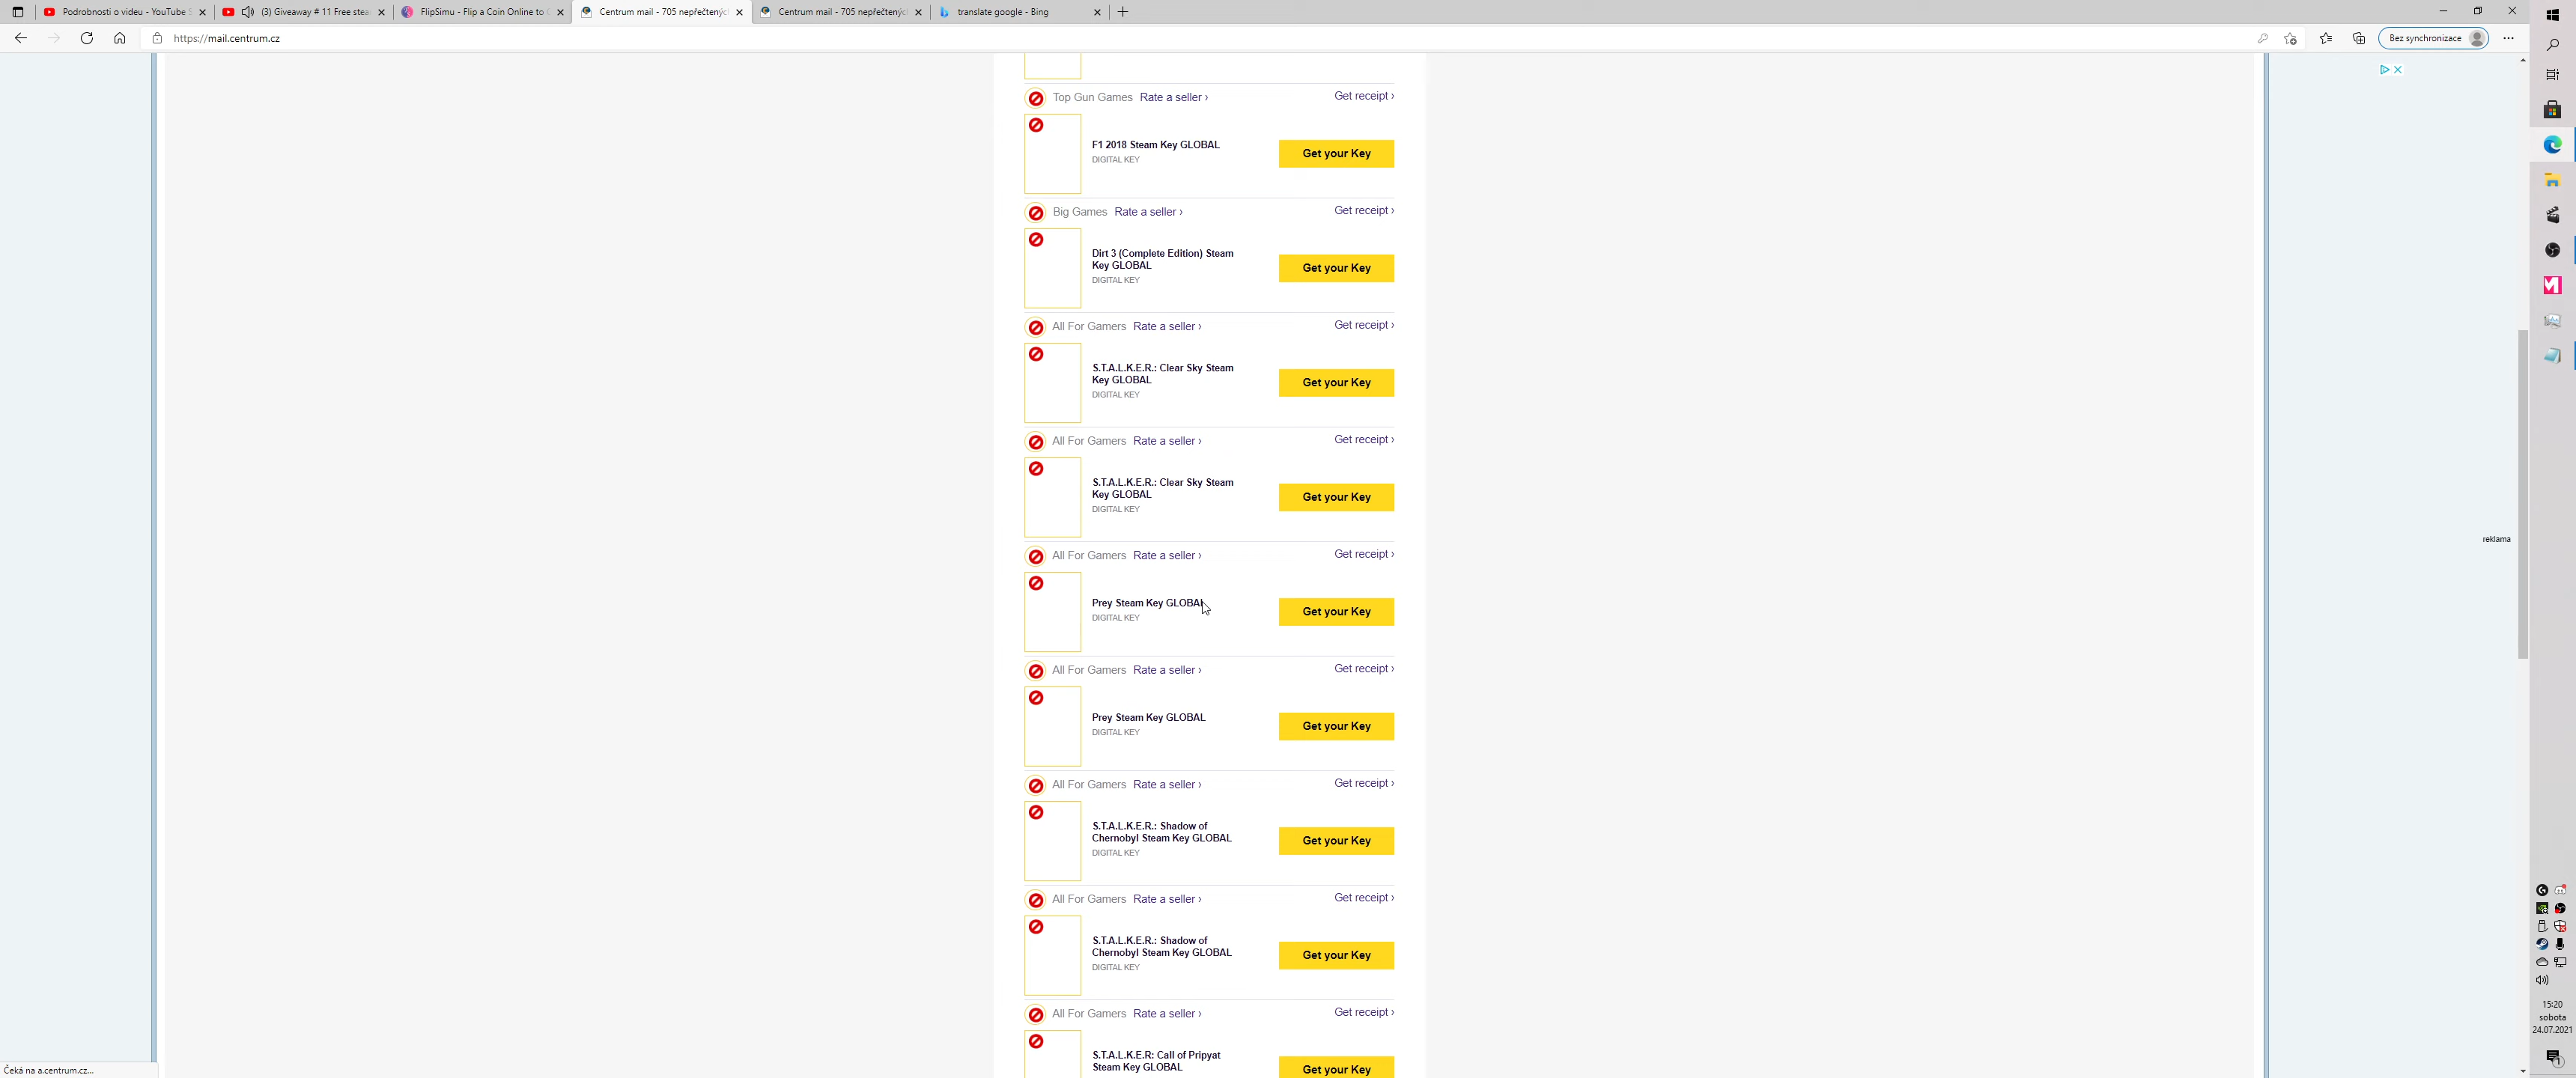 Podrobnosti o videu - YouTube S
(3) Giveaway # 11 Free stea
FlipSimu - Flip a Coin Online to
Centrum mail - 705 nepřečtených
Centrum mail - 705 nepřečtených
translate google - Bing
https://mail.centrum.cz
Bez synchronizace
Top Gun Games Rate a seller › Get receipt ›
F1 2018 Steam Key GLOBAL
DIGITAL KEY
Get your Key
Big Games Rate a seller › Get receipt ›
Dirt 3 (Complete Edition) Steam
Key GLOBAL
DIGITAL KEY
Get your Key
All For Gamers Rate a seller › Get receipt ›
S.T.A.L.K.E.R.: Clear Sky Steam
Key GLOBAL
DIGITAL KEY
Get your Key
All For Gamers Rate a seller › Get receipt ›
S.T.A.L.K.E.R.: Clear Sky Steam
Key GLOBAL
DIGITAL KEY
Get your Key
All For Gamers Rate a seller › Get receipt ›
Prey Steam Key GLOBAL
DIGITAL KEY
Get your Key
All For Gamers Rate a seller › Get receipt ›
Prey Steam Key GLOBAL
DIGITAL KEY
Get your Key
All For Gamers Rate a seller › Get receipt ›
S.T.A.L.K.E.R.: Shadow of
Chernobyl Steam Key GLOBAL
DIGITAL KEY
Get your Key
All For Gamers Rate a seller › Get receipt ›
S.T.A.L.K.E.R.: Shadow of
Chernobyl Steam Key GLOBAL
DIGITAL KEY
Get your Key
All For Gamers Rate a seller › Get receipt ›
S.T.A.L.K.E.R: Call of Pripyat
Steam Key GLOBAL
Get your Key
reklama
Čeká na a.centrum.cz...
15:20
sobota
24.07.2021
1